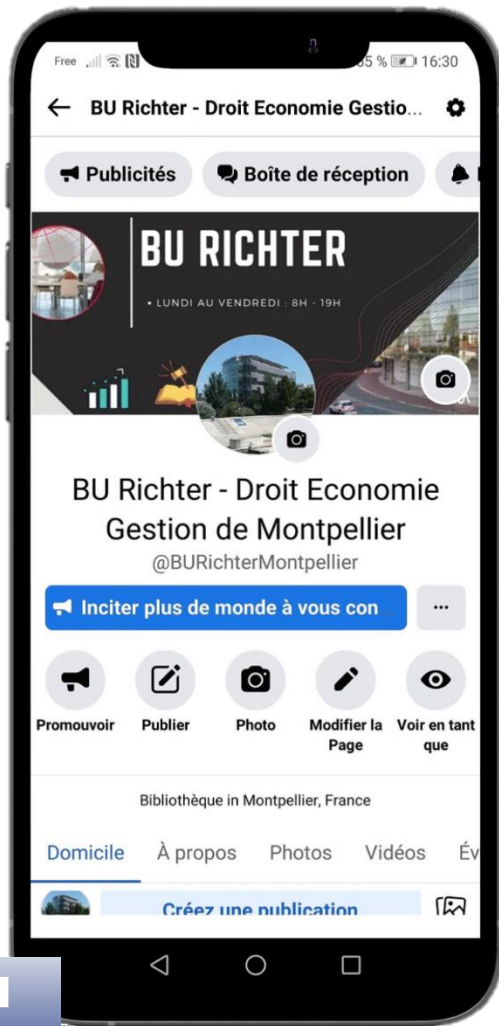 Free 16:30
BU Richter - Droit Economie Gestio...
Publicités Boîte de réception
BU RICHTER
• LUNDI AU VENDREDI : 8H - 19H
BU Richter - Droit Economie
Gestion de Montpellier
@BURichterMontpellier
Inciter plus de monde à vous con ...
Promouvoir Publier Photo Modifier la Voir en tant
Page que
Bibliothèque in Montpellier, France
Domicile À propos Photos Vidéos Év
Créez une publication